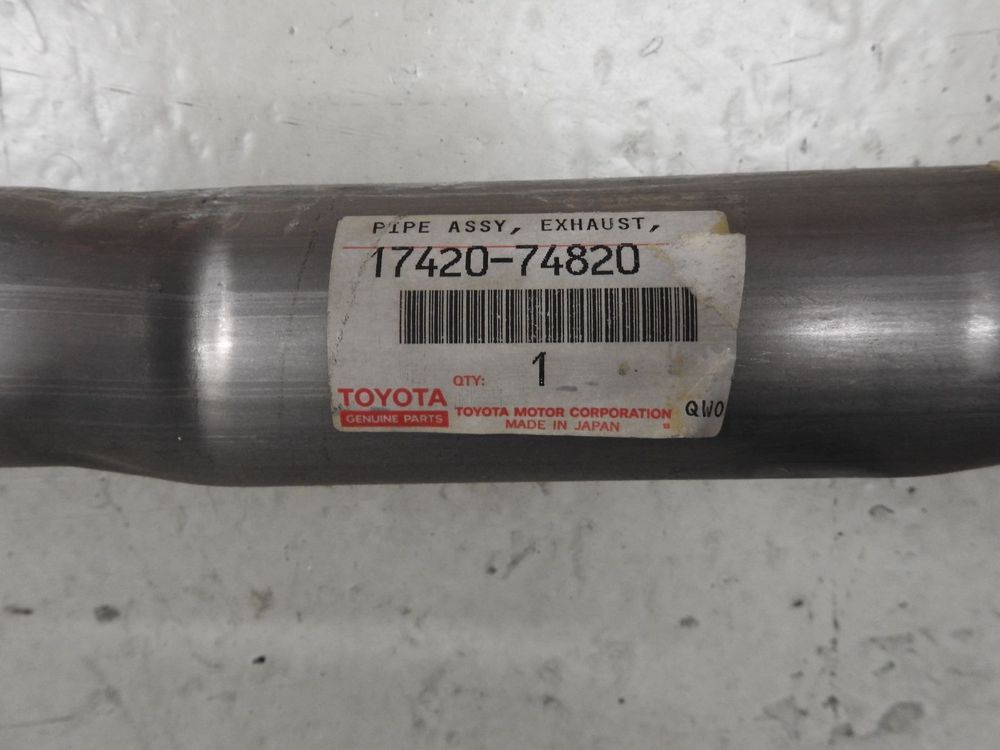 PIPE ASSY, EXHAUST,
17420-74820
QTY: 1
TOYOTA
GENUINE PARTS
TOYOTA MOTOR CORPORATION
MADE IN JAPAN
QW0